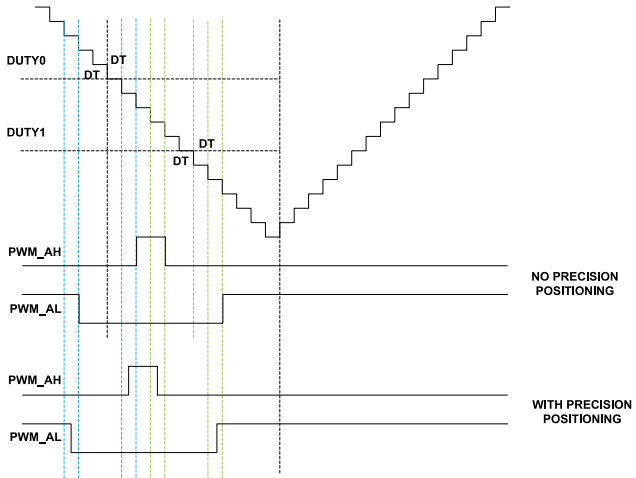 DUTY0
DT
DT
DUTY1
DT
DT
PWM_AH
NO PRECISION
POSITIONING
PWM_AL
PWM_AH
WITH PRECISION
POSITIONING
PWM_AL